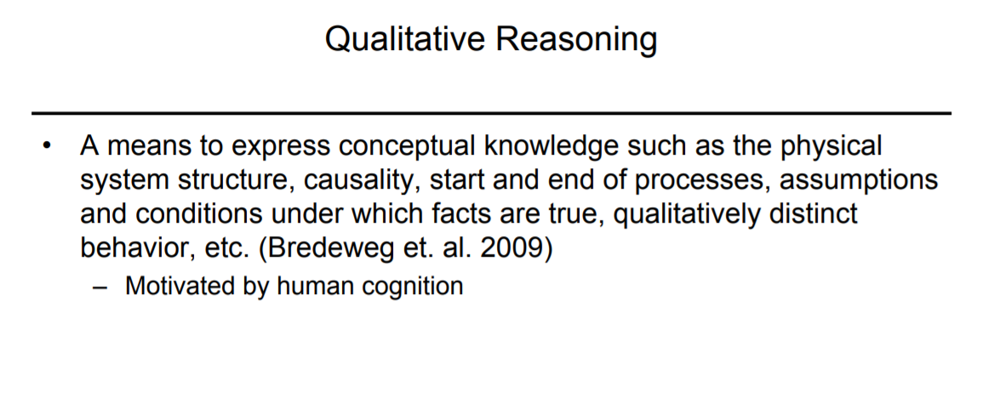 Qualitative Reasoning
• A means to express conceptual knowledge such as the physical
system structure, causality, start and end of processes, assumptions
and conditions under which facts are true, qualitatively distinct
behavior, etc. (Bredeweg et. al. 2009)
– Motivated by human cognition